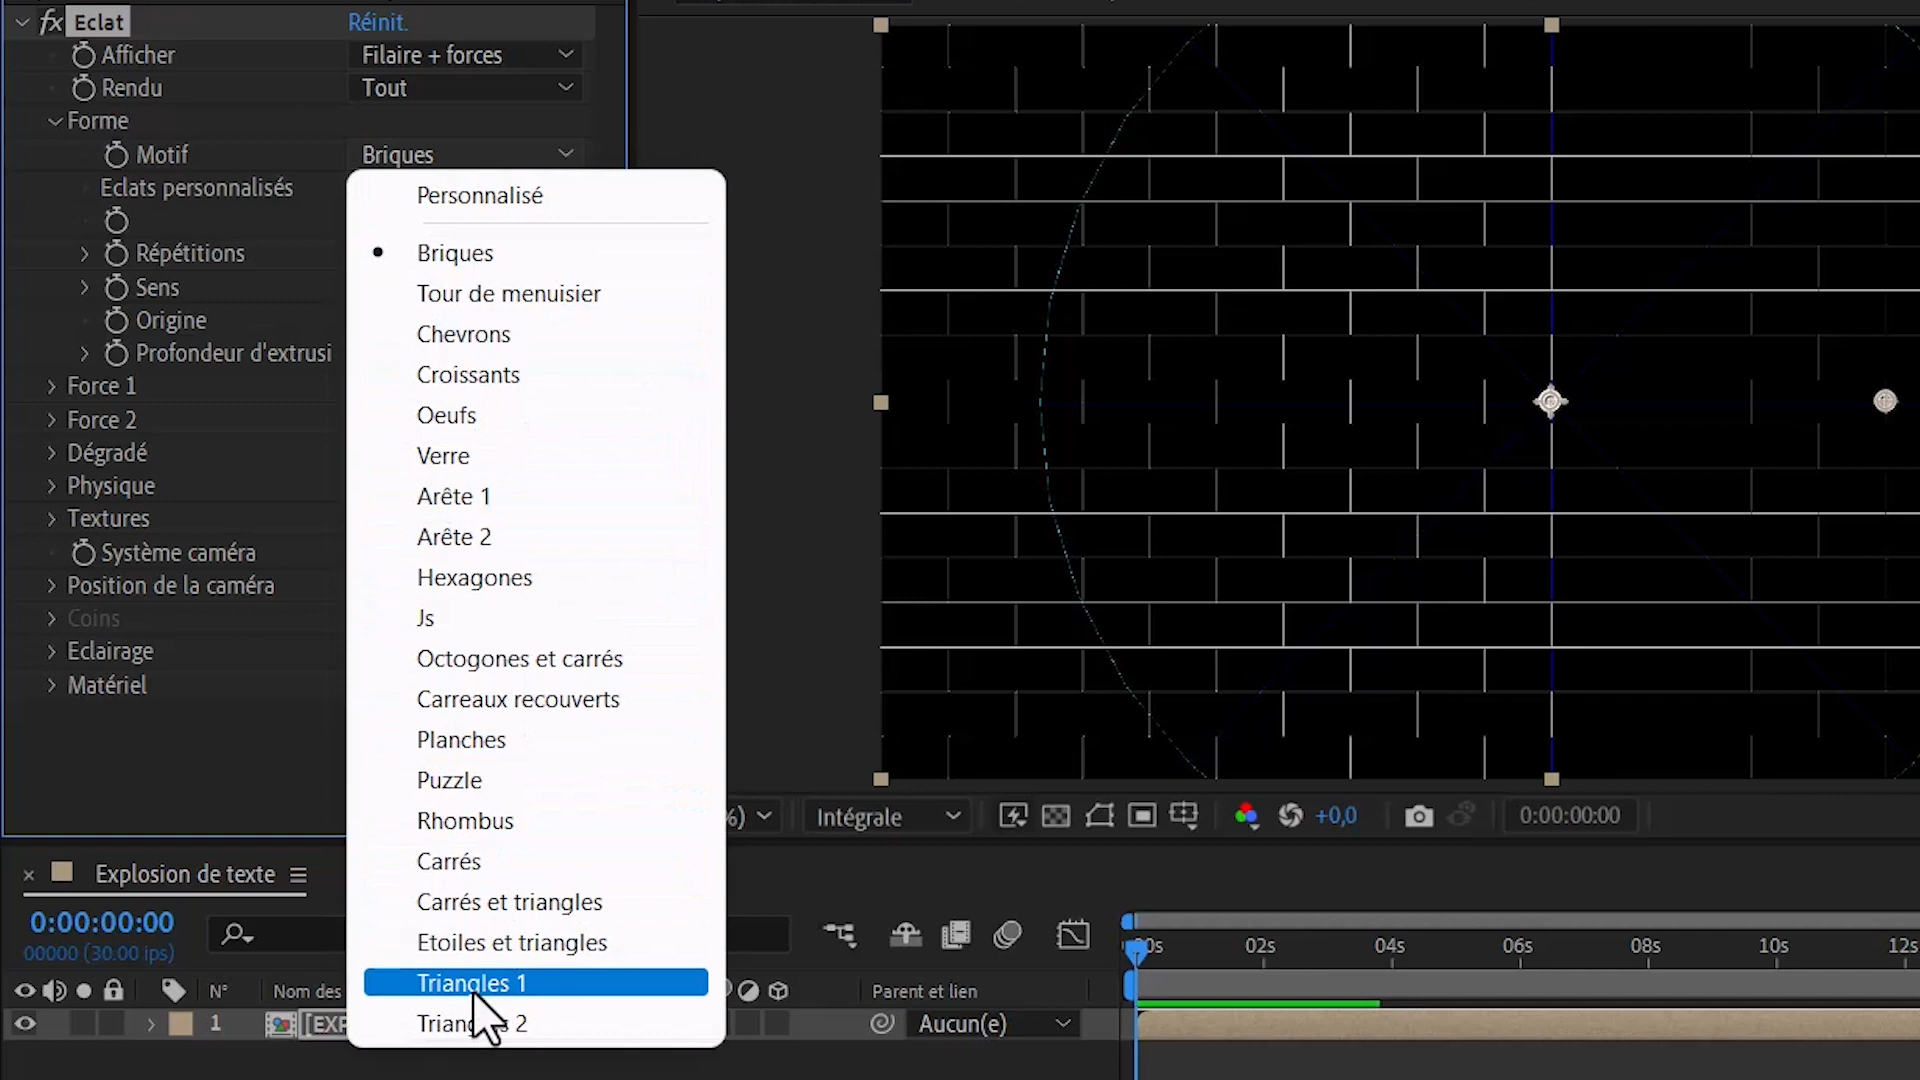 fx Eclat Réinit.
Afficher Filaire + forces
Rendu Tout
Forme
Motif Briques
Eclats personnalisés
Répétitions
Sens
Origine
Profondeur d'extrusi
Force 1
Force 2
Dégradé
Physique
Textures
Système caméra
Position de la caméra
Coins
Eclairage
Matériel
Personnalisé
Briques
Tour de menuisier
Chevrons
Croissants
Oeufs
Verre
Arête 1
Arête 2
Hexagones
Js
Octogones et carrés
Carreaux recouverts
Planches
Puzzle
Rhombus
Carrés
Carrés et triangles
Etoiles et triangles
Triangles 1
Triangles 2
%) Intégrale +0,0 0:00:00:00
× Explosion de texte
0:00:00:00
00000 (30.00 ips)
00s 02s 04s 06s 08s 10s 12s
N° Nom des Parent et lien
1 [EXP Aucun(e)